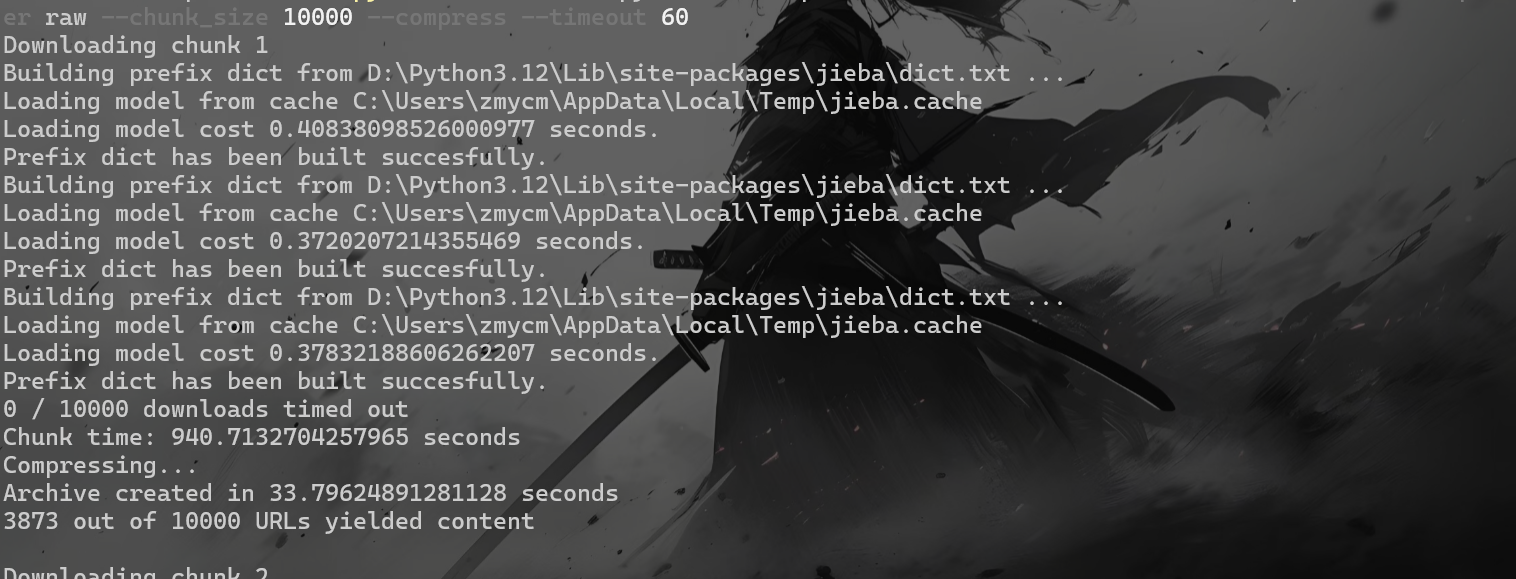 er raw --chunk_size 10000 --compress --timeout 60
Downloading chunk 1
Building prefix dict from D:\Python3.12\Lib\site-packages\jieba\dict.txt ...
Loading model from cache C:\Users\zmycm\AppData\Local\Temp\jieba.cache
Loading model cost 0.40838098526000977 seconds.
Prefix dict has been built succesfully.
Building prefix dict from D:\Python3.12\Lib\site-packages\jieba\dict.txt ...
Loading model from cache C:\Users\zmycm\AppData\Local\Temp\jieba.cache
Loading model cost 0.3720207214355469 seconds.
Prefix dict has been built succesfully.
Building prefix dict from D:\Python3.12\Lib\site-packages\jieba\dict.txt ...
Loading model from cache C:\Users\zmycm\AppData\Local\Temp\jieba.cache
Loading model cost 0.37832188606262207 seconds.
Prefix dict has been built succesfully.
0 / 10000 downloads timed out
Chunk time: 940.7132704257965 seconds
Compressing...
Archive created in 33.79624891281128 seconds
3873 out of 10000 URLs yielded content
Downloading chunk 2